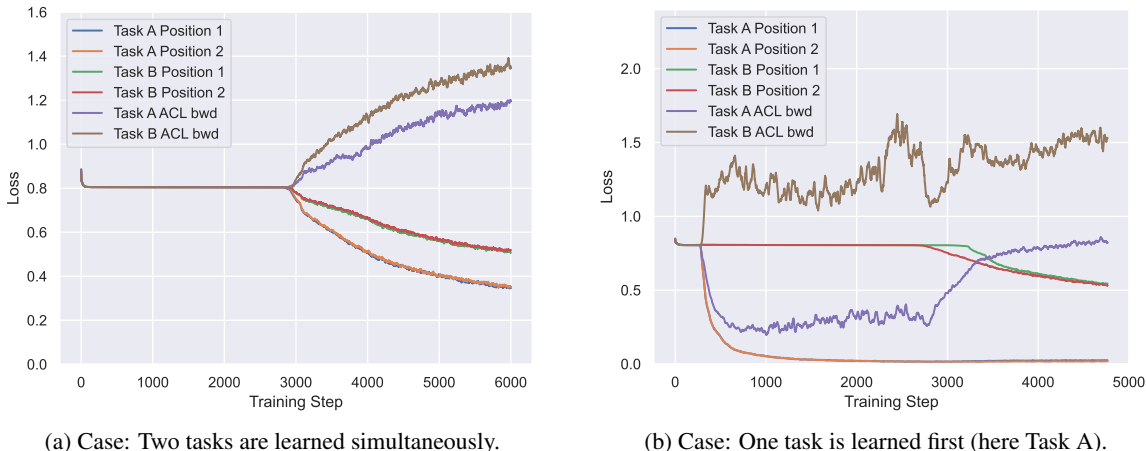 1.6
1.4
1.2
1.0
0.8
0.6
0.4
0.2
0.0
Loss
Task A Position 1
Task A Position 2
Task B Position 1
Task B Position 2
Task A ACL bwd
Task B ACL bwd
0 1000 2000 3000 4000 5000 6000
Training Step
(a) Case: Two tasks are learned simultaneously.
2.0
1.5
1.0
0.5
0.0
Loss
Task A Position 1
Task A Position 2
Task B Position 1
Task B Position 2
Task A ACL bwd
Task B ACL bwd
0 1000 2000 3000 4000 5000
Training Step
(b) Case: One task is learned first (here Task A).